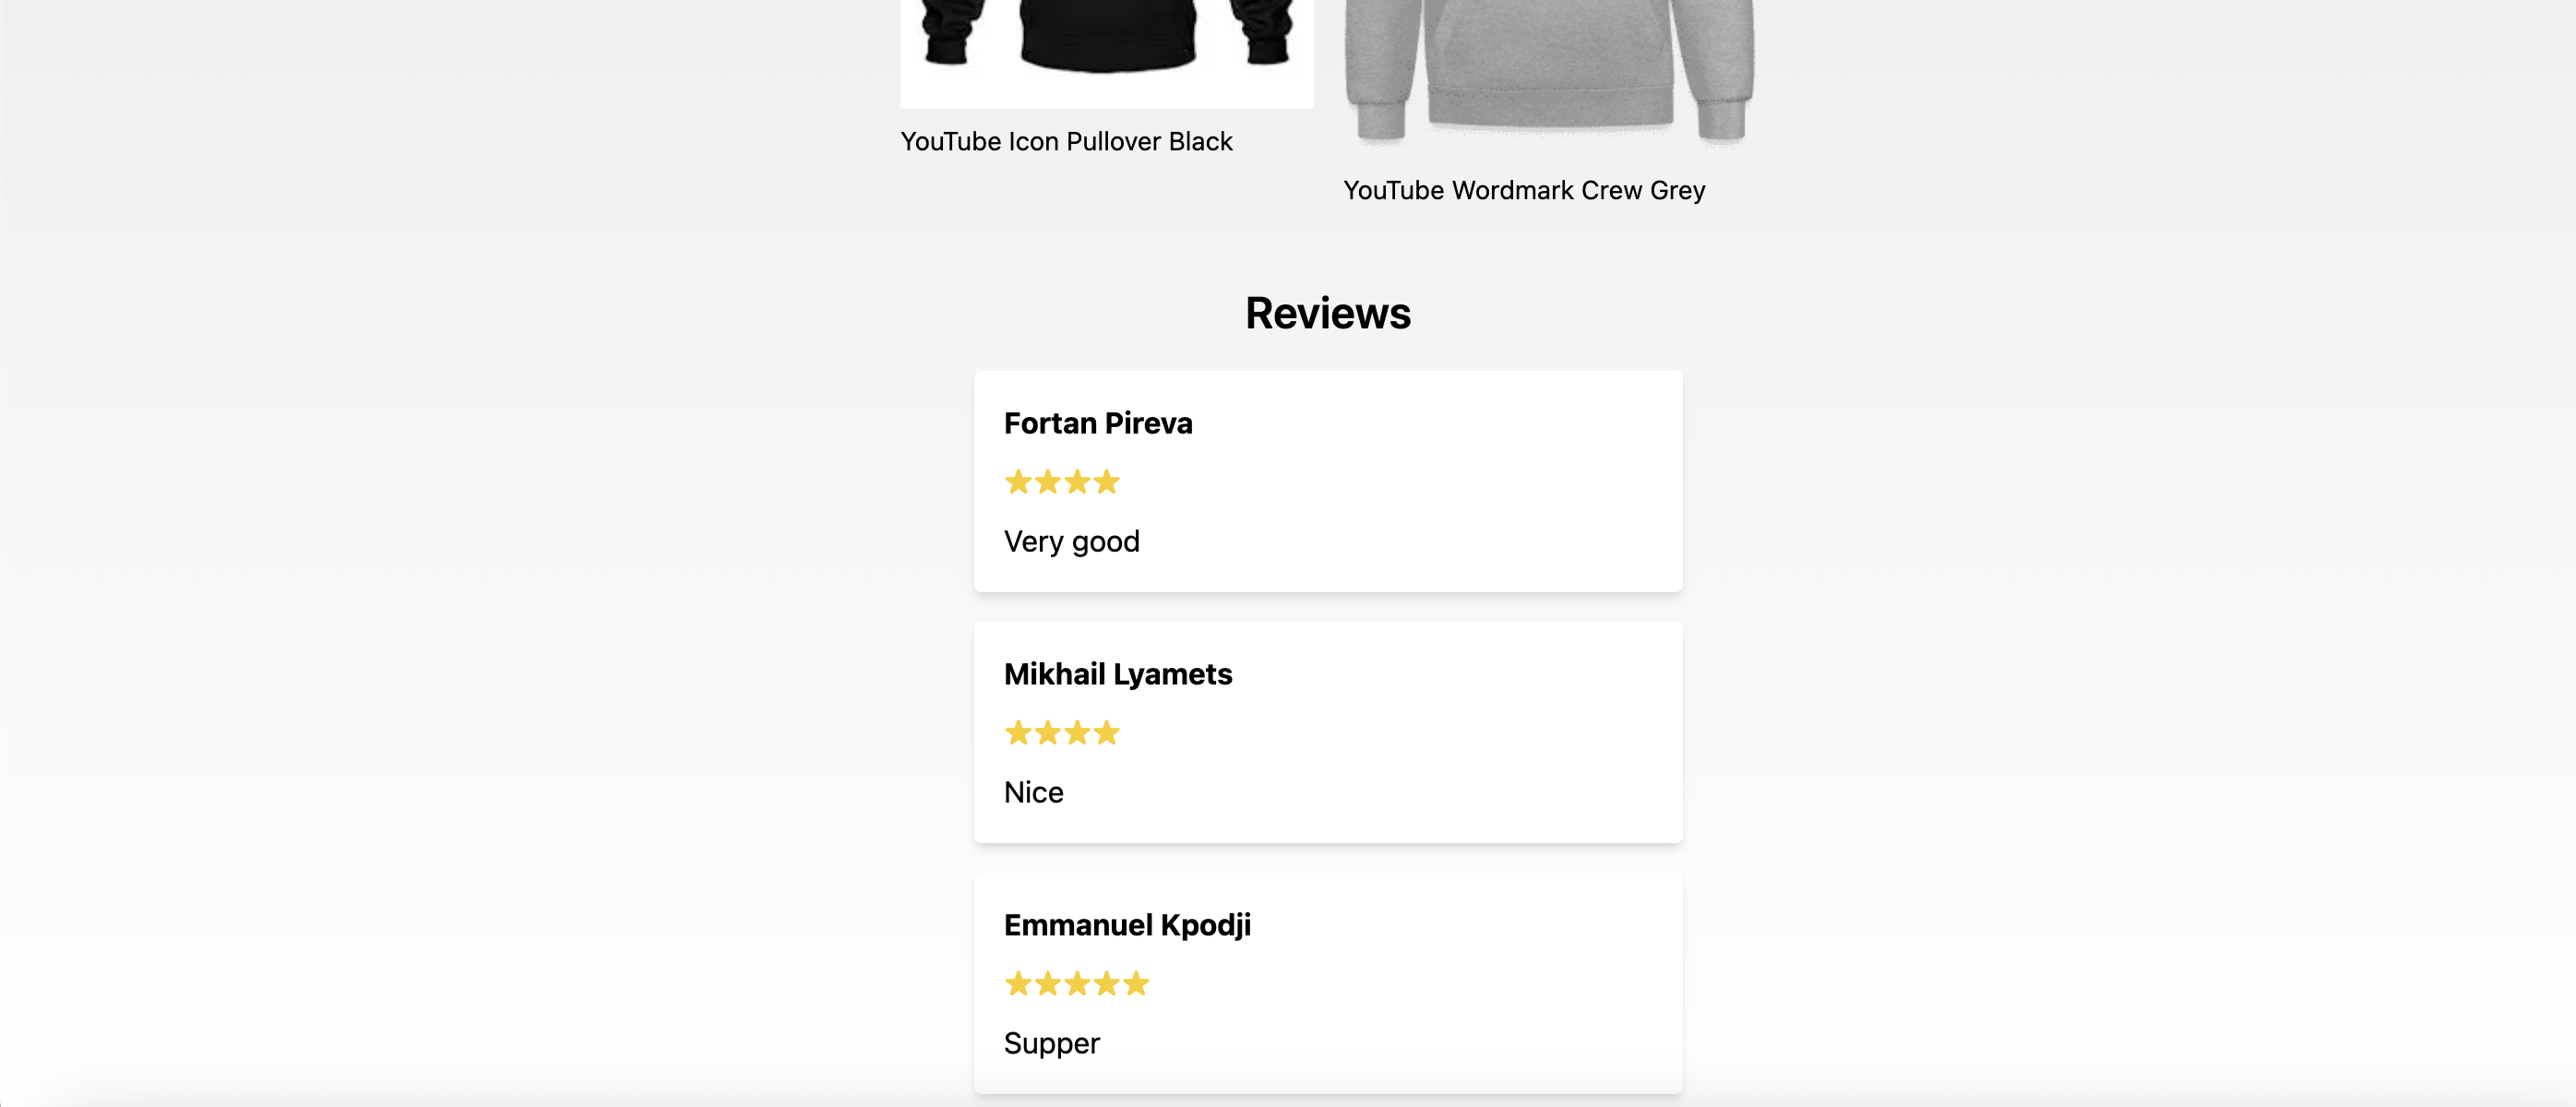 YouTube Icon Pullover Black
YouTube Wordmark Crew Grey
Reviews
Fortan Pireva
Very good
Mikhail Lyamets
Nice
Emmanuel Kpodji
Supper